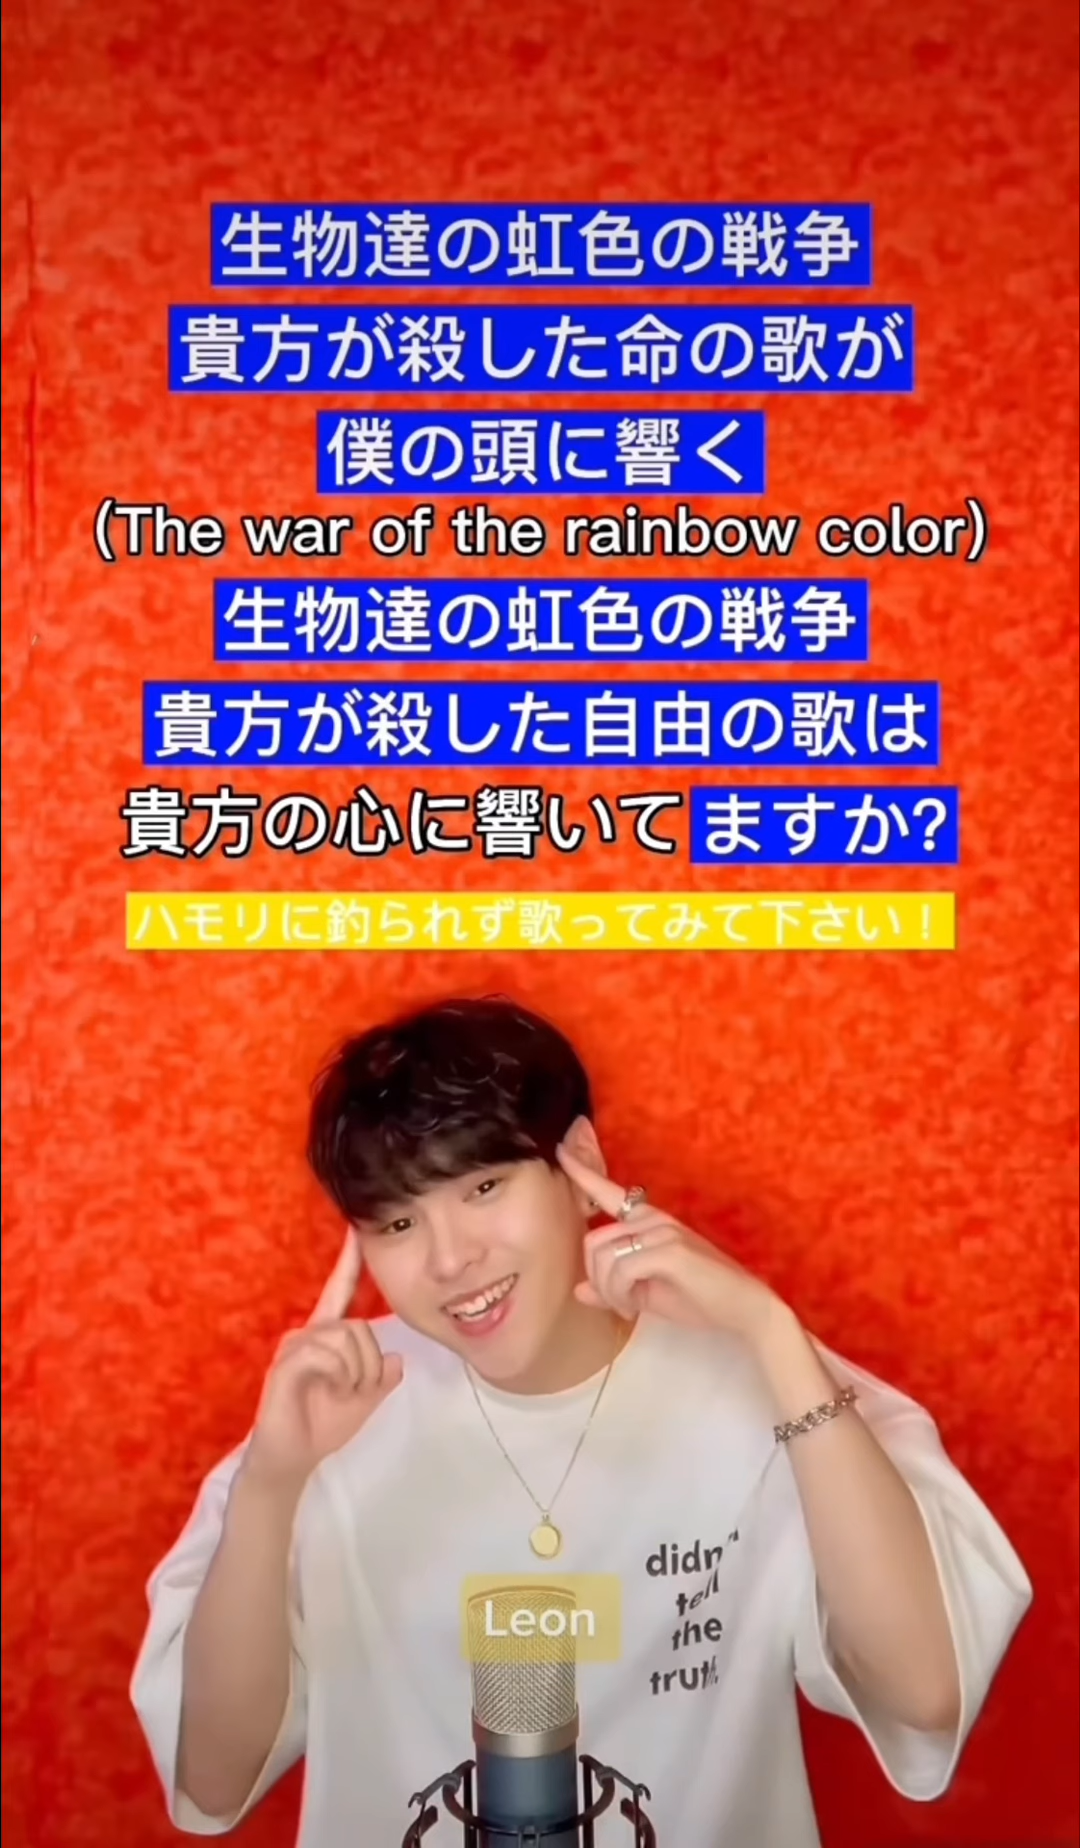 生物達の虹色の戦争
貴方が殺した命の歌が
僕の頭に響く
(The war of the rainbow color)
生物達の虹色の戦争
貴方が殺した自由の歌は
貴方の心に響いてますか?
ハモリに釣られず歌ってみて下さい！
Leon
didn't
tell
the
truth.